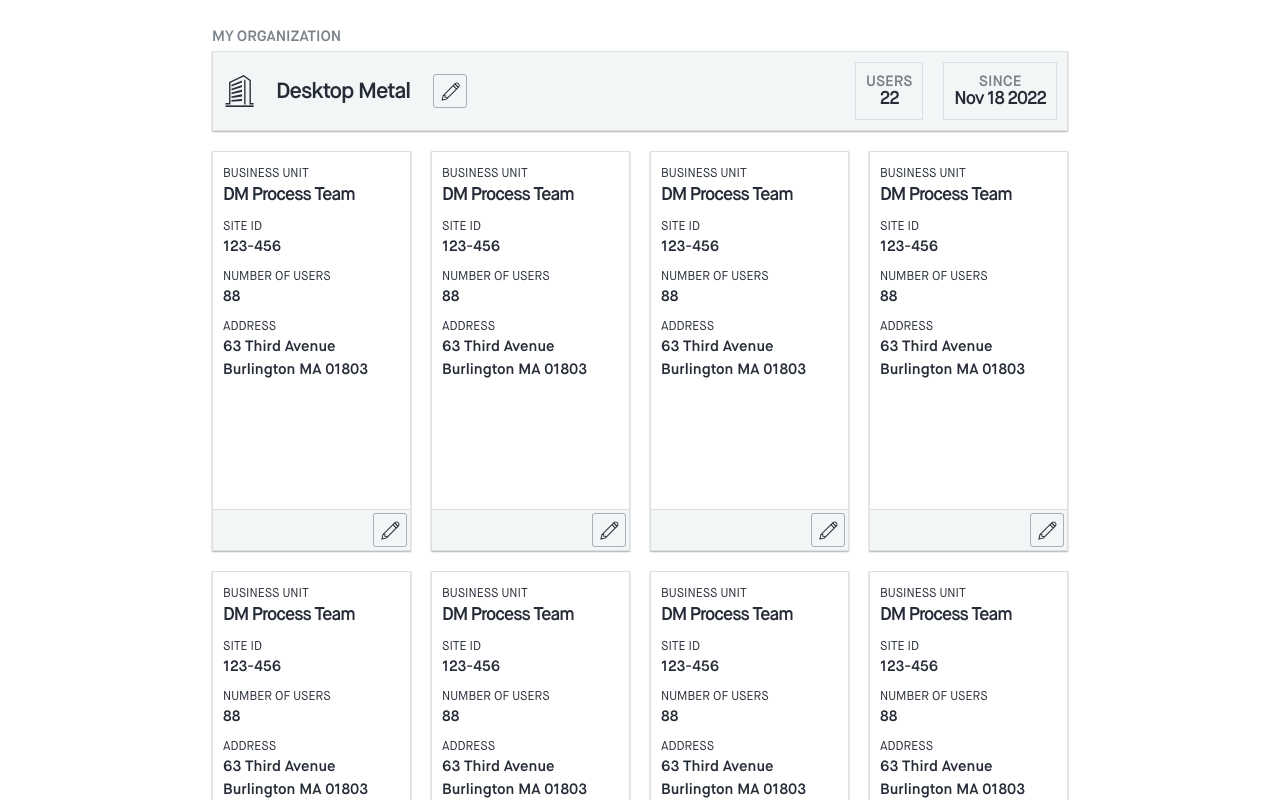 MY ORGANIZATION
Desktop Metal
USERS
22
SINCE
Nov 18 2022
BUSINESS UNIT
DM Process Team
SITE ID
123-456
NUMBER OF USERS
88
ADDRESS
63 Third Avenue
Burlington MA 01803
BUSINESS UNIT
DM Process Team
SITE ID
123-456
NUMBER OF USERS
88
ADDRESS
63 Third Avenue
Burlington MA 01803
BUSINESS UNIT
DM Process Team
SITE ID
123-456
NUMBER OF USERS
88
ADDRESS
63 Third Avenue
Burlington MA 01803
BUSINESS UNIT
DM Process Team
SITE ID
123-456
NUMBER OF USERS
88
ADDRESS
63 Third Avenue
Burlington MA 01803
BUSINESS UNIT
DM Process Team
SITE ID
123-456
NUMBER OF USERS
88
ADDRESS
63 Third Avenue
Burlington MA 01803
BUSINESS UNIT
DM Process Team
SITE ID
123-456
NUMBER OF USERS
88
ADDRESS
63 Third Avenue
Burlington MA 01803
BUSINESS UNIT
DM Process Team
SITE ID
123-456
NUMBER OF USERS
88
ADDRESS
63 Third Avenue
Burlington MA 01803
BUSINESS UNIT
DM Process Team
SITE ID
123-456
NUMBER OF USERS
88
ADDRESS
63 Third Avenue
Burlington MA 01803